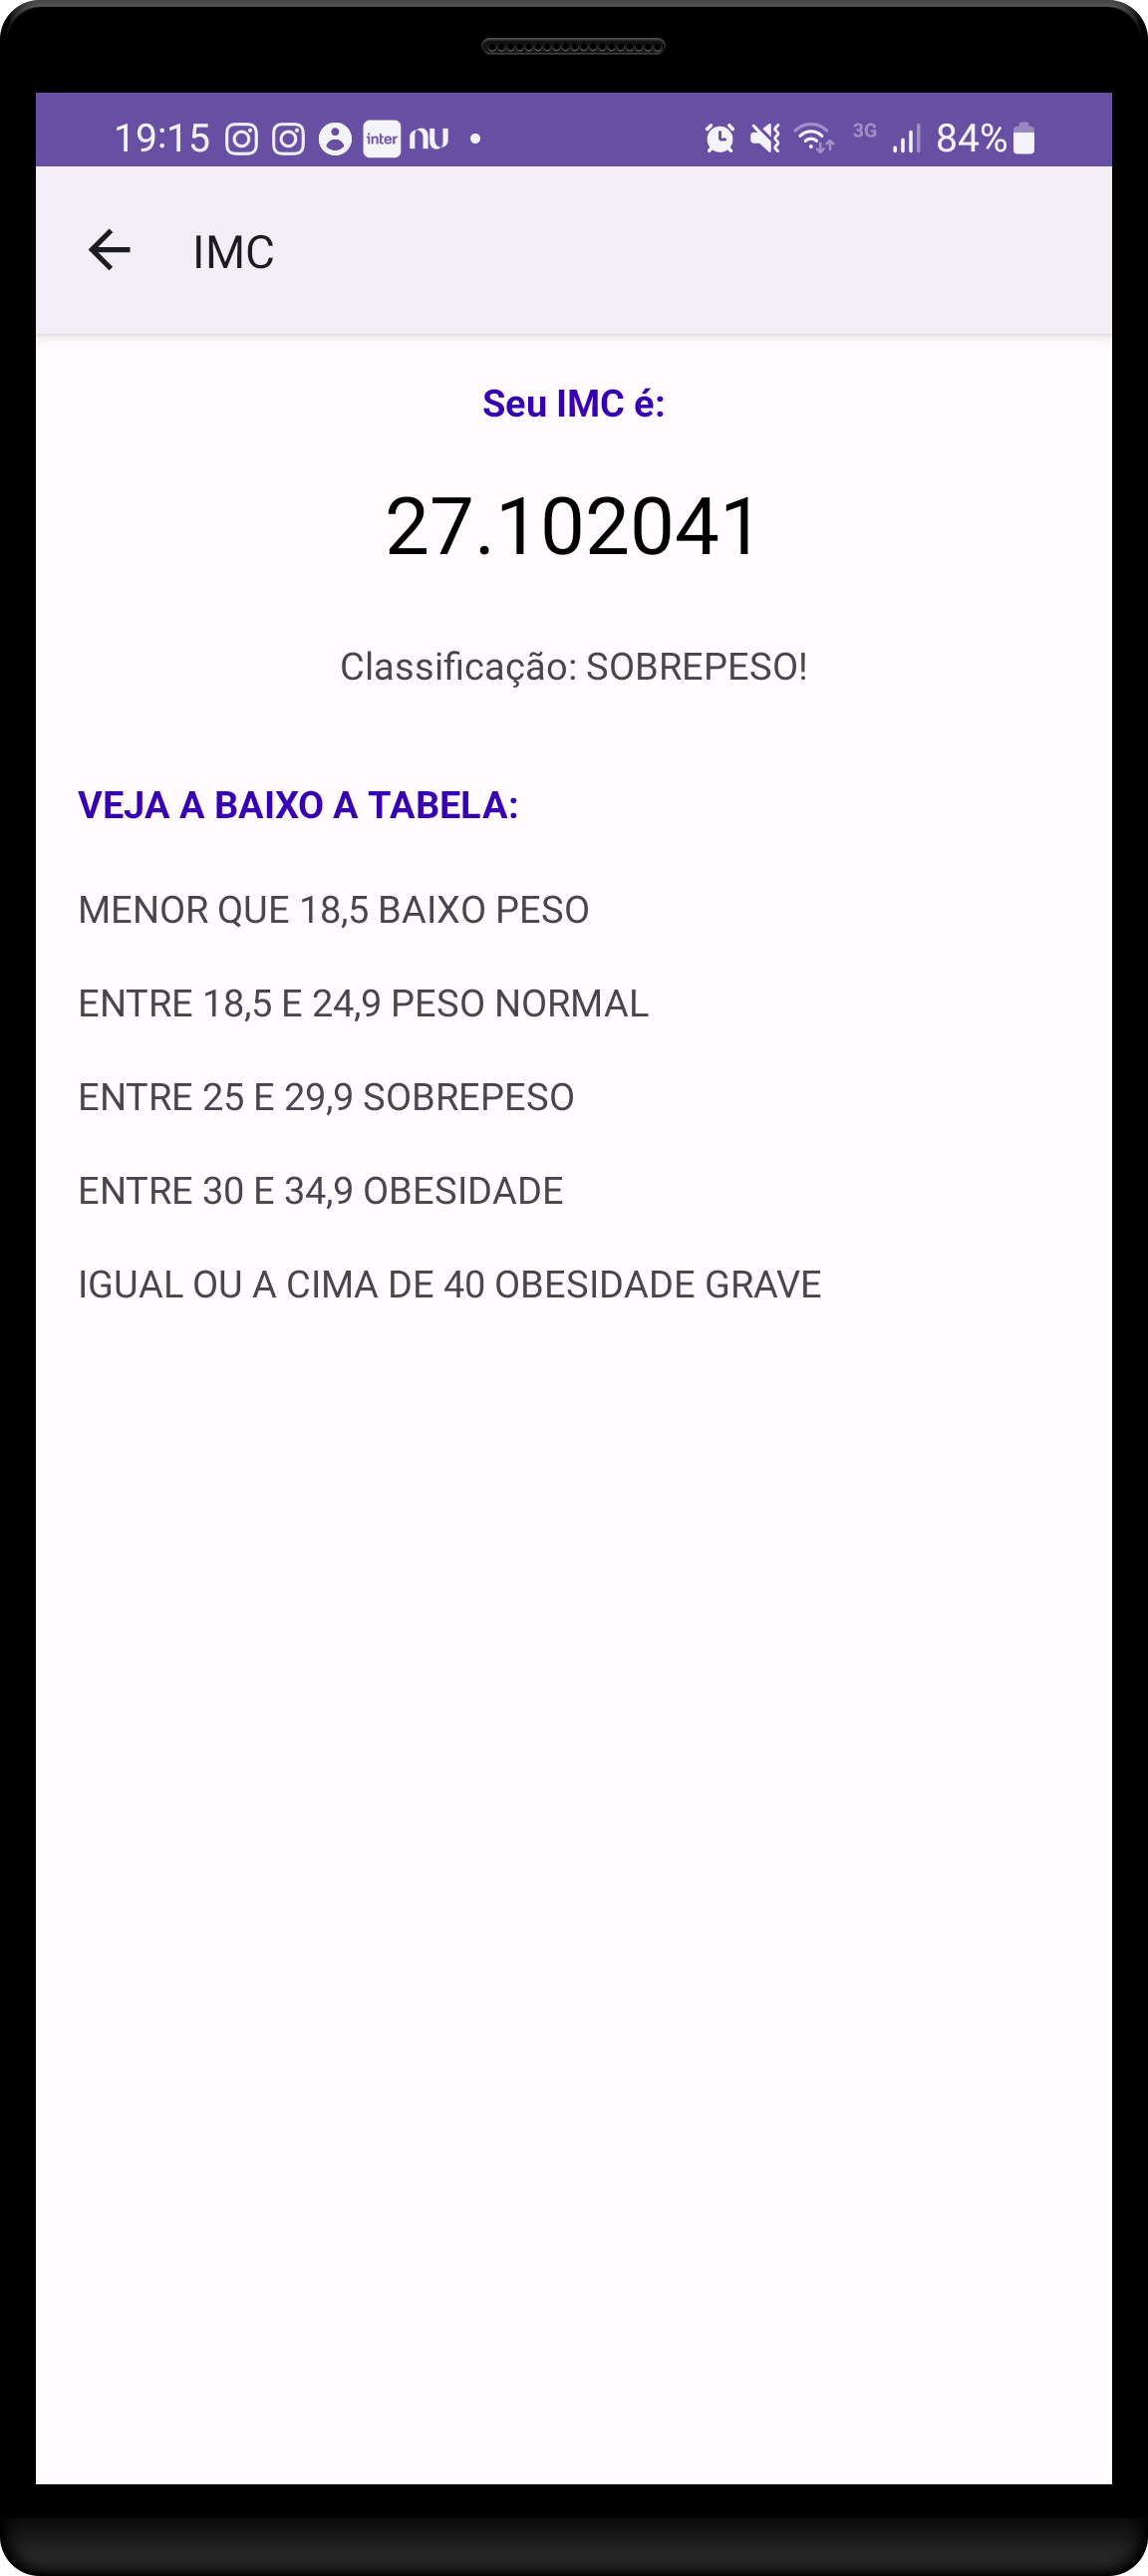 19:15 inter nu 3G 84%
IMC
Seu IMC é:
27.102041
Classificação: SOBREPESO!
VEJA A BAIXO A TABELA:
MENOR QUE 18,5 BAIXO PESO
ENTRE 18,5 E 24,9 PESO NORMAL
ENTRE 25 E 29,9 SOBREPESO
ENTRE 30 E 34,9 OBESIDADE
IGUAL OU A CIMA DE 40 OBESIDADE GRAVE